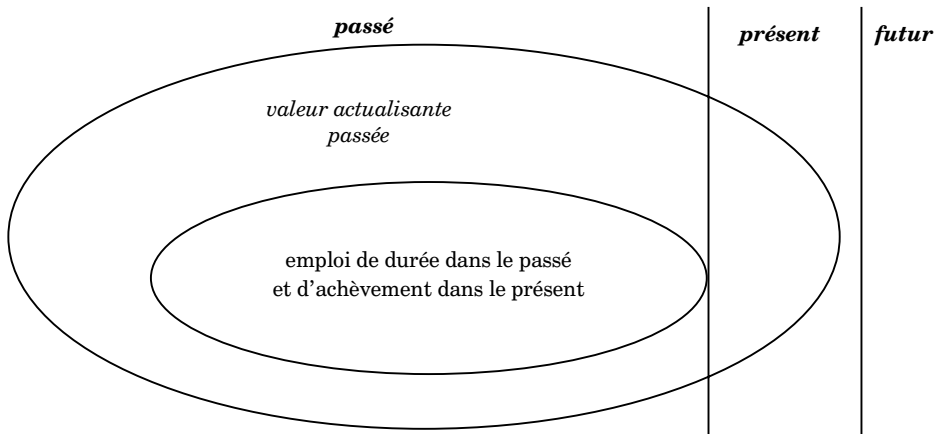 passé
présent
futur
valeur actualisante
passée
emploi de durée dans le passé
et d'achèvement dans le présent